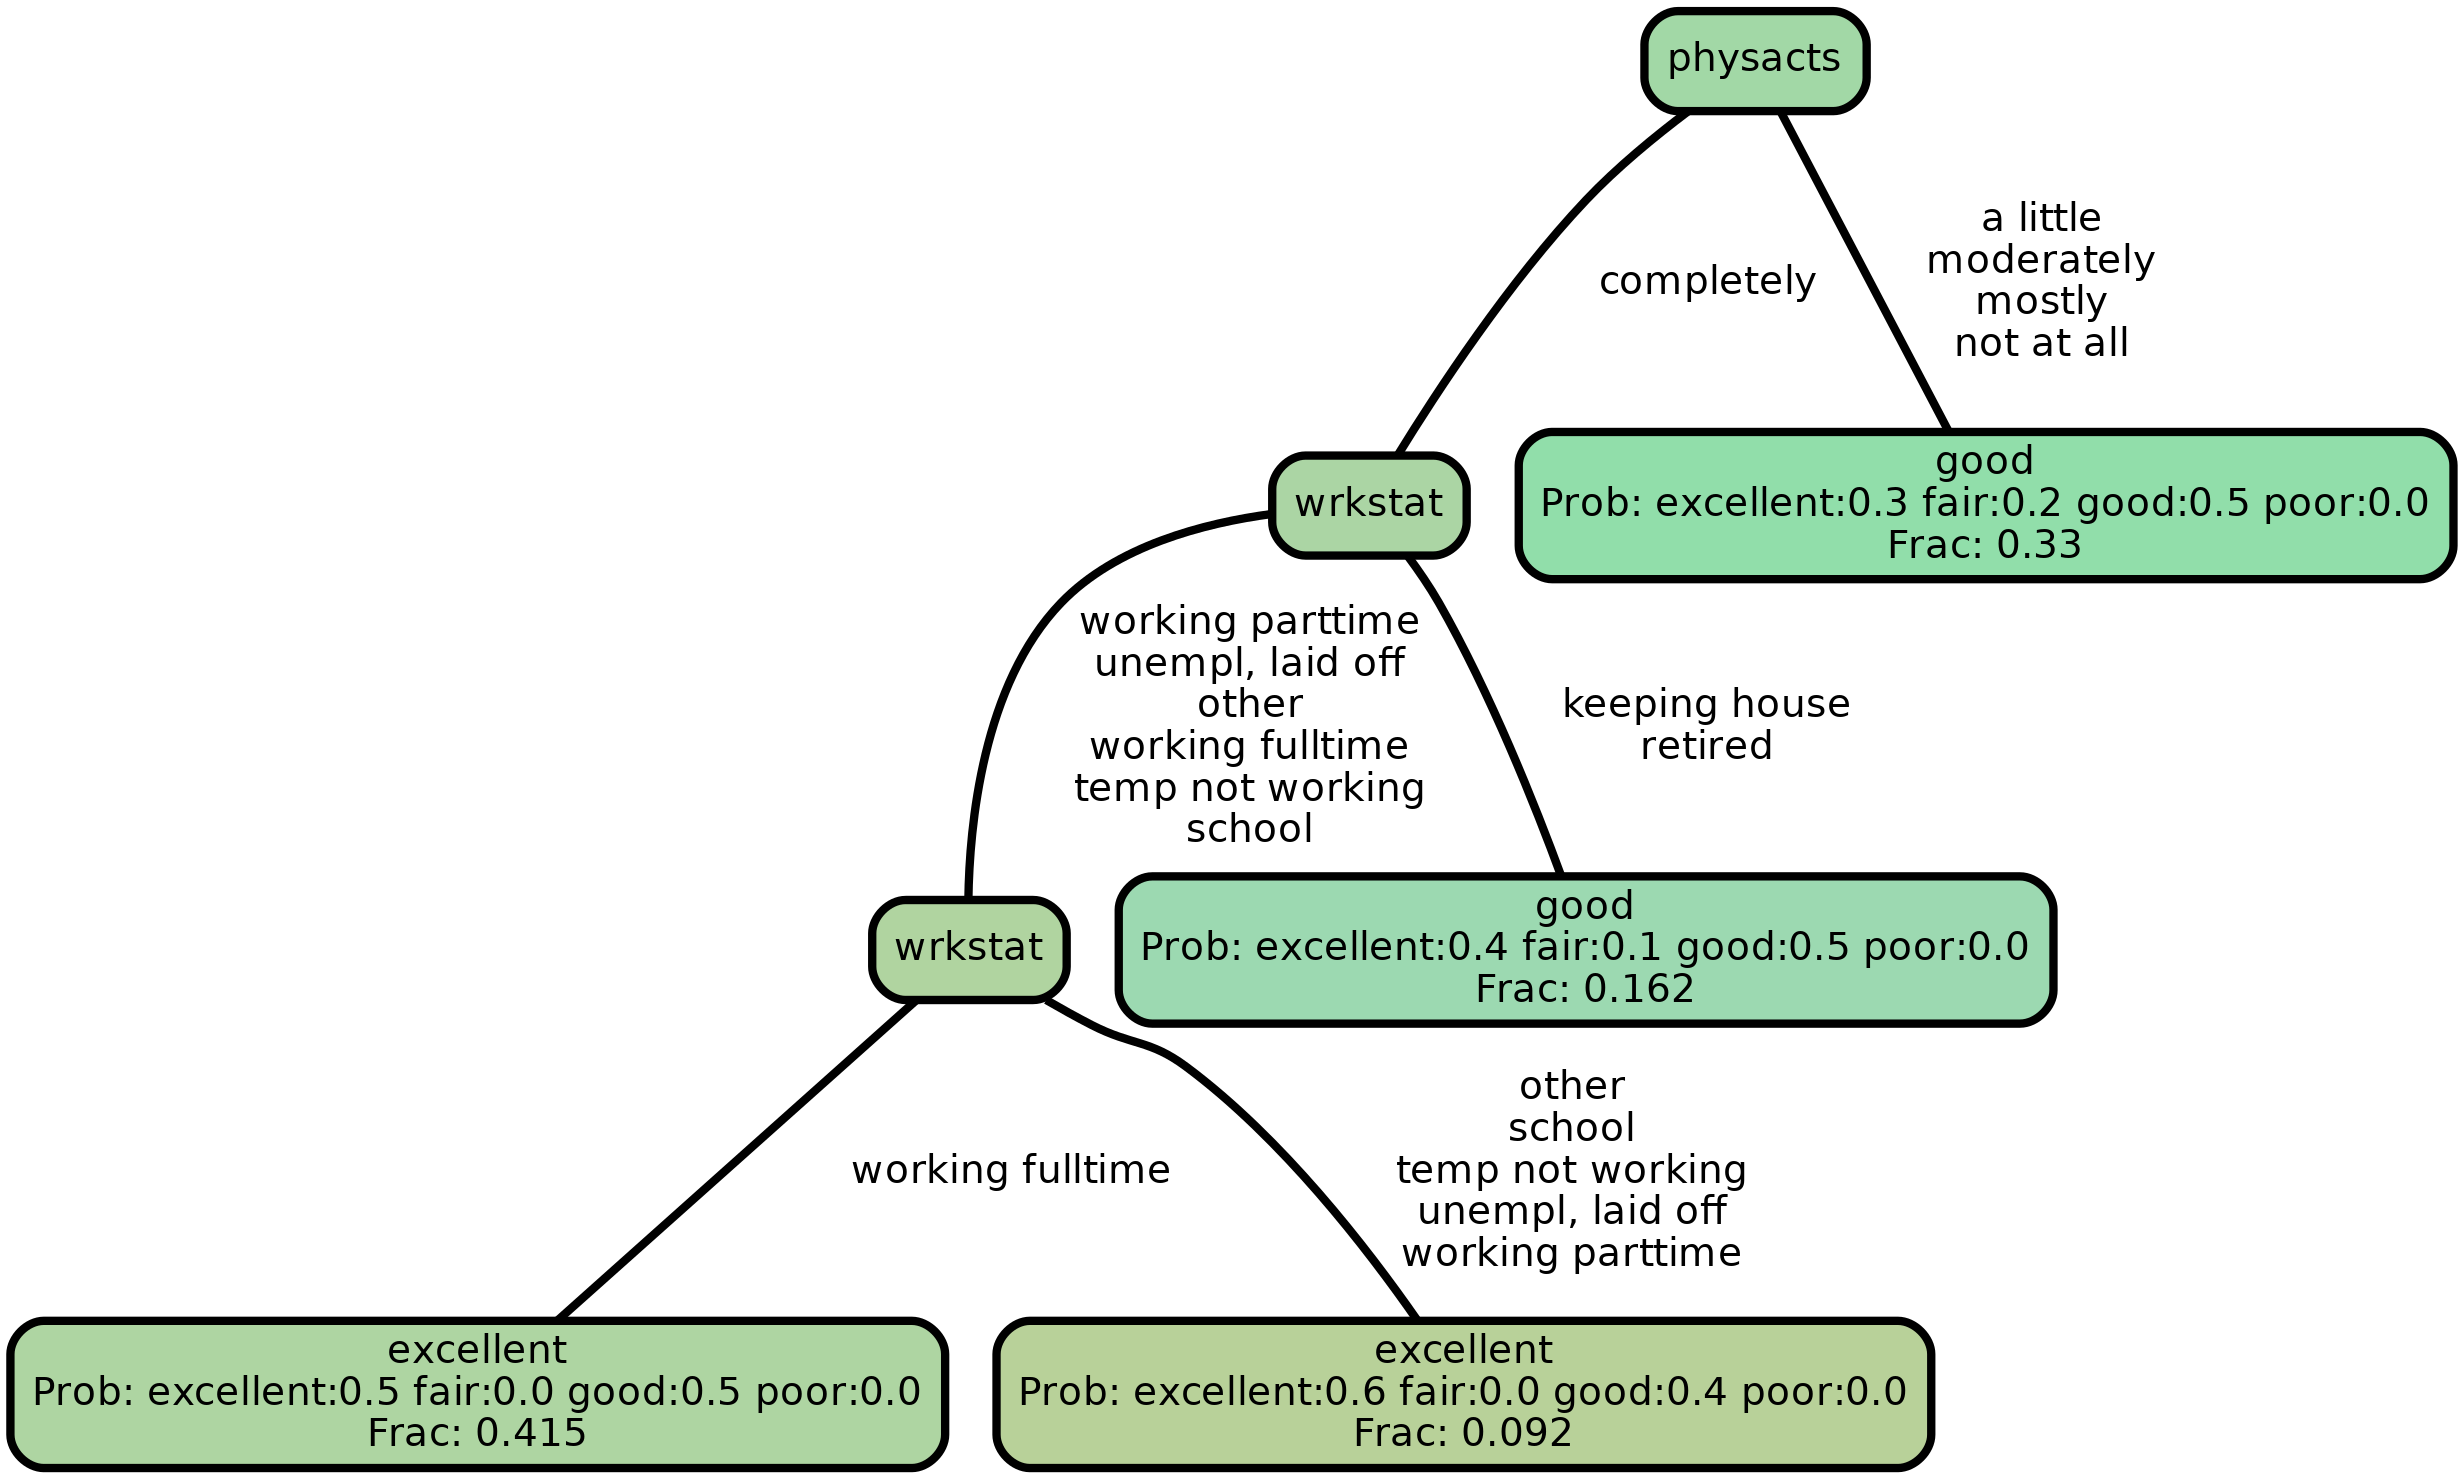 physacts
completely
a little
moderately
mostly
not at all
wrkstat
good
Prob: excellent:0.3 fair:0.2 good:0.5 poor:0.0
Frac: 0.33
working parttime
unempl, laid off
other
working fulltime
temp not working
school
keeping house
retired
wrkstat
good
Prob: excellent:0.4 fair:0.1 good:0.5 poor:0.0
Frac: 0.162
working fulltime
other
school
temp not working
unempl, laid off
working parttime
excellent
Prob: excellent:0.5 fair:0.0 good:0.5 poor:0.0
Frac: 0.415
excellent
Prob: excellent:0.6 fair:0.0 good:0.4 poor:0.0
Frac: 0.092